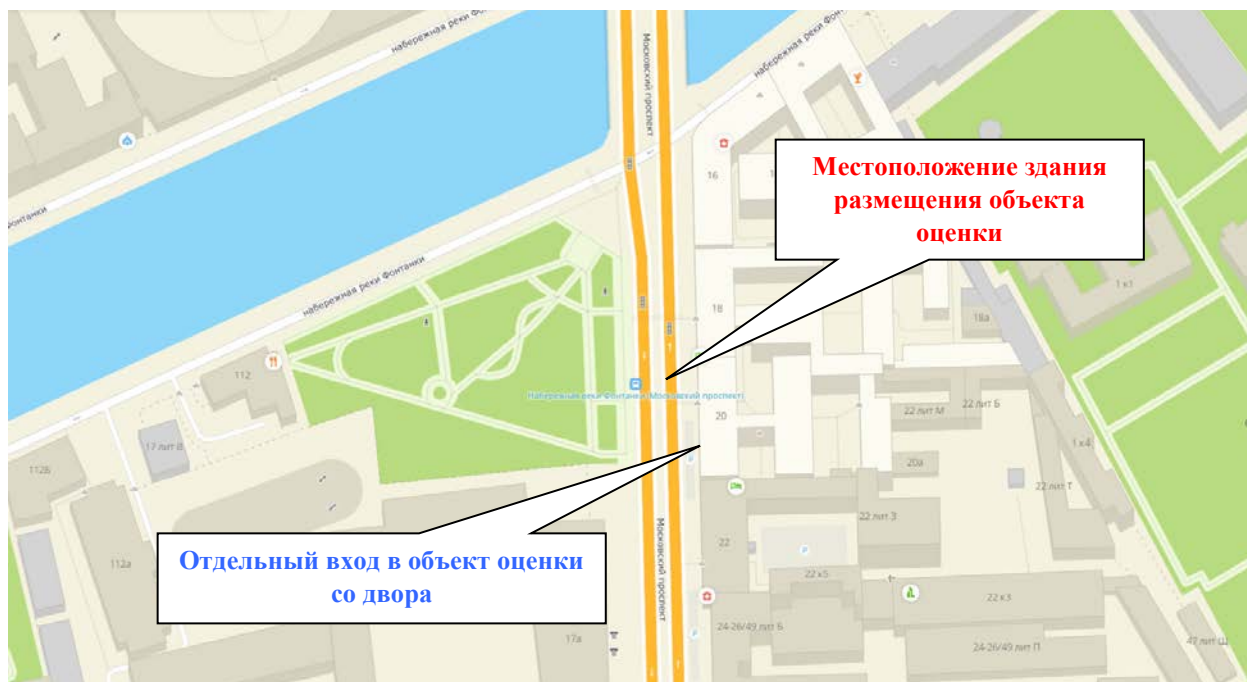 набережная реки Фонтанки
Московский проспект
набережная реки Фонтанки
16
Местоположение здания
размещения объекта
оценки
Фонтанки
набережная реки Фонтанки
1 к1
18
18а
112
Набережная реки Фонтанки (Московский проспект)
20
22 лит М
22 лит Б
17 лит В
1 к4
112Б
20а
22 лит Т
22 лит З
Московский проспект
Отдельный вход в объект оценки
со двора
112а
22
22 к5
22 к3
24-26/49 лит Б
17а
24-26/49 лит П
47 лит Щ